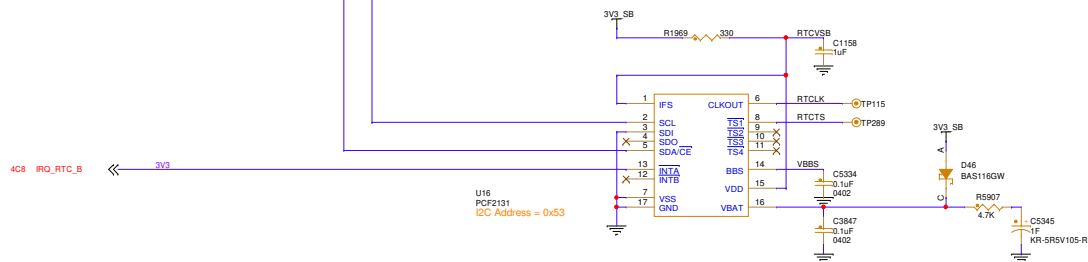 3V3_SB
R1969
330
RTCVSB
C1158
1uF
1
IFS
CLKOUT
6
RTCLK
TP115
2
SCL
TS1
8
RTCTS
TP289
3
SDI
TS2
9
4
SDO
TS3
10
5
SDA/CE
TS4
11
3V3_SB
4C8 IRQ_RTC_B
3V3
13
INTA
BBS
14
VBBS
A
D46
BAS116GW
12
INTB
C5334
0.1uF
0402
VDD
15
U16
PCF2131
I2C Address = 0x53
7
VSS
17
GND
VBAT
16
C
R5907
4.7K
C3847
0.1uF
0402
+
C5345
1F
KR-5R5V105-R